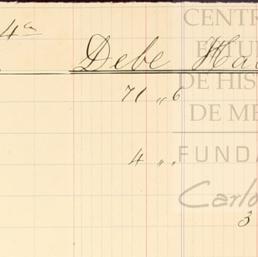 4a
Debe Ha
71 „ 6
4 „ „
3
CENTR
ESTU
DE HIS
DE ME
FUNDA
Carlo